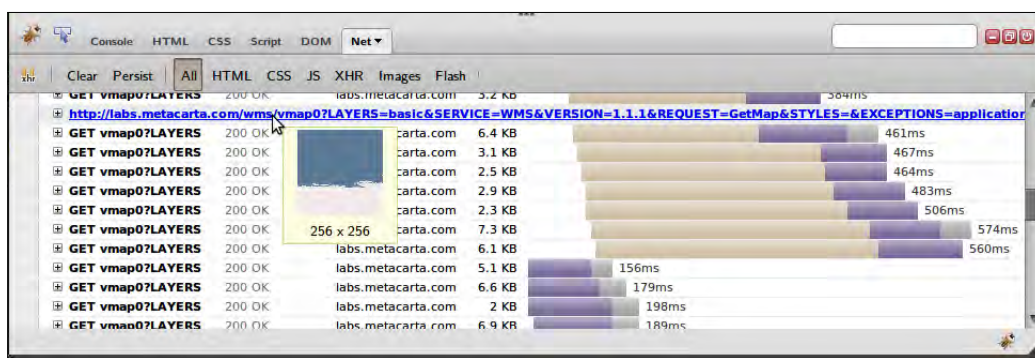 Console HTML CSS Script DOM Net
xhr Clear Persist All HTML CSS JS XHR Images Flash
GET vmap0?LAYERS 200 OK labs.metacarta.com 3.2 KB 384ms
http://labs.metacarta.com/wms/vmap0?LAYERS=basic&SERVICE=WMS&VERSION=1.1.1&REQUEST=GetMap&STYLES=&EXCEPTIONS=application
GET vmap0?LAYERS 200 OK carta.com 6.4 KB 461ms
GET vmap0?LAYERS 200 OK carta.com 3.1 KB 467ms
GET vmap0?LAYERS 200 OK carta.com 2.5 KB 464ms
GET vmap0?LAYERS 200 OK carta.com 2.9 KB 483ms
GET vmap0?LAYERS 200 OK carta.com 2.3 KB 506ms
GET vmap0?LAYERS 200 OK 256 x 256 carta.com 7.3 KB 574ms
GET vmap0?LAYERS 200 OK labs.metacarta.com 6.1 KB 560ms
GET vmap0?LAYERS 200 OK labs.metacarta.com 5.1 KB 156ms
GET vmap0?LAYERS 200 OK labs.metacarta.com 6.6 KB 179ms
GET vmap0?LAYERS 200 OK labs.metacarta.com 2 KB 198ms
GET vmap0?LAYERS 200 OK labs.metacarta.com 6.9 KB 189ms